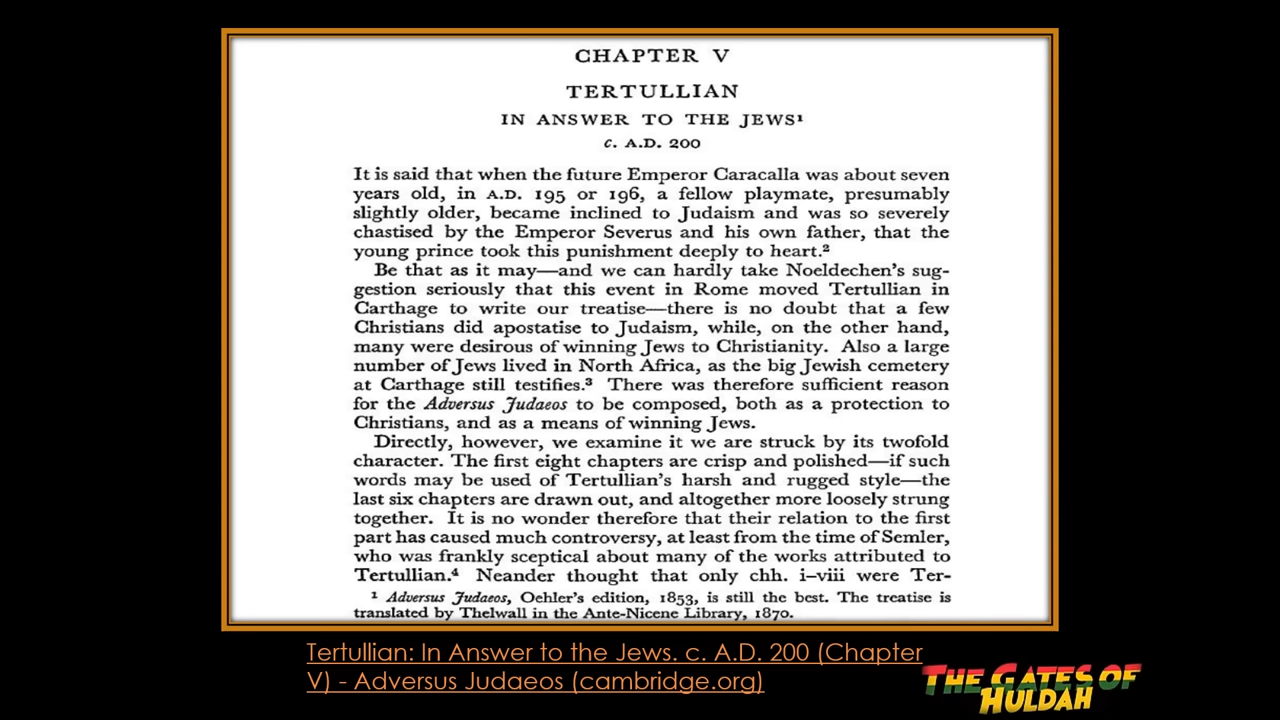 CHAPTER V
TERTULLIAN
IN ANSWER TO THE JEWS¹
c. A.D. 200
It is said that when the future Emperor Caracalla was about seven
years old, in A.D. 195 or 196, a fellow playmate, presumably
slightly older, became inclined to Judaism and was so severely
chastised by the Emperor Severus and his own father, that the
young prince took this punishment deeply to heart.²
Be that as it may—and we can hardly take Noeldechen's sug-
gestion seriously that this event in Rome moved Tertullian in
Carthage to write our treatise—there is no doubt that a few
Christians did apostatise to Judaism, while, on the other hand,
many were desirous of winning Jews to Christianity. Also a large
number of Jews lived in North Africa, as the big Jewish cemetery
at Carthage still testifies.³ There was therefore sufficient reason
for the Adversus Judaeos to be composed, both as a protection to
Christians, and as a means of winning Jews.
Directly, however, we examine it we are struck by its twofold
character. The first eight chapters are crisp and polished—if such
words may be used of Tertullian's harsh and rugged style—the
last six chapters are drawn out, and altogether more loosely strung
together. It is no wonder therefore that their relation to the first
part has caused much controversy, at least from the time of Semler,
who was frankly sceptical about many of the works attributed to
Tertullian.⁴ Neander thought that only chh. i–viii were Ter-
¹ Adversus Judaeos, Oehler's edition, 1853, is still the best. The treatise is
translated by Thelwall in the Ante-Nicene Library, 1870.
Tertullian: In Answer to the Jews. c. A.D. 200 (Chapter
V) - Adversus Judaeos (cambridge.org)
THE GATES OF
HULDAH